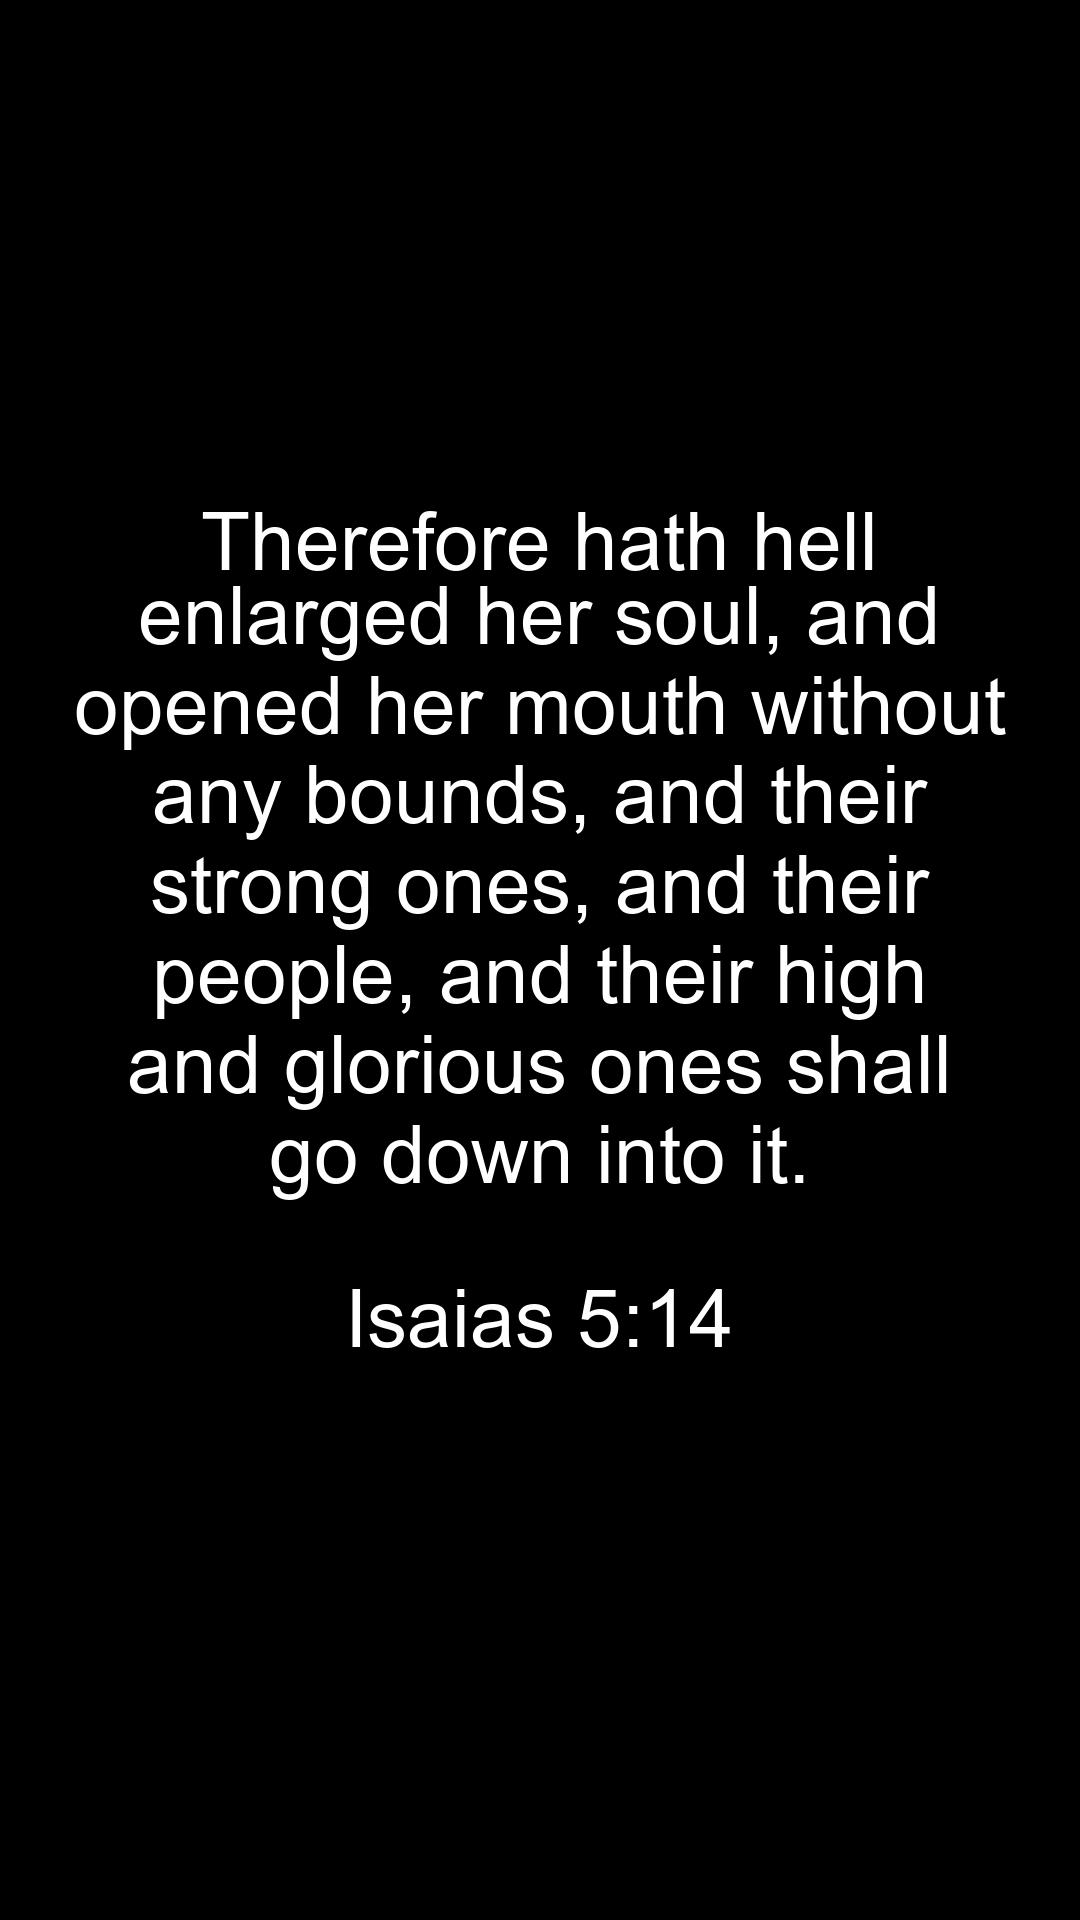 Therefore hath hell
enlarged her soul, and
opened her mouth without
any bounds, and their
strong ones, and their
people, and their high
and glorious ones shall
go down into it.
Isaias 5:14